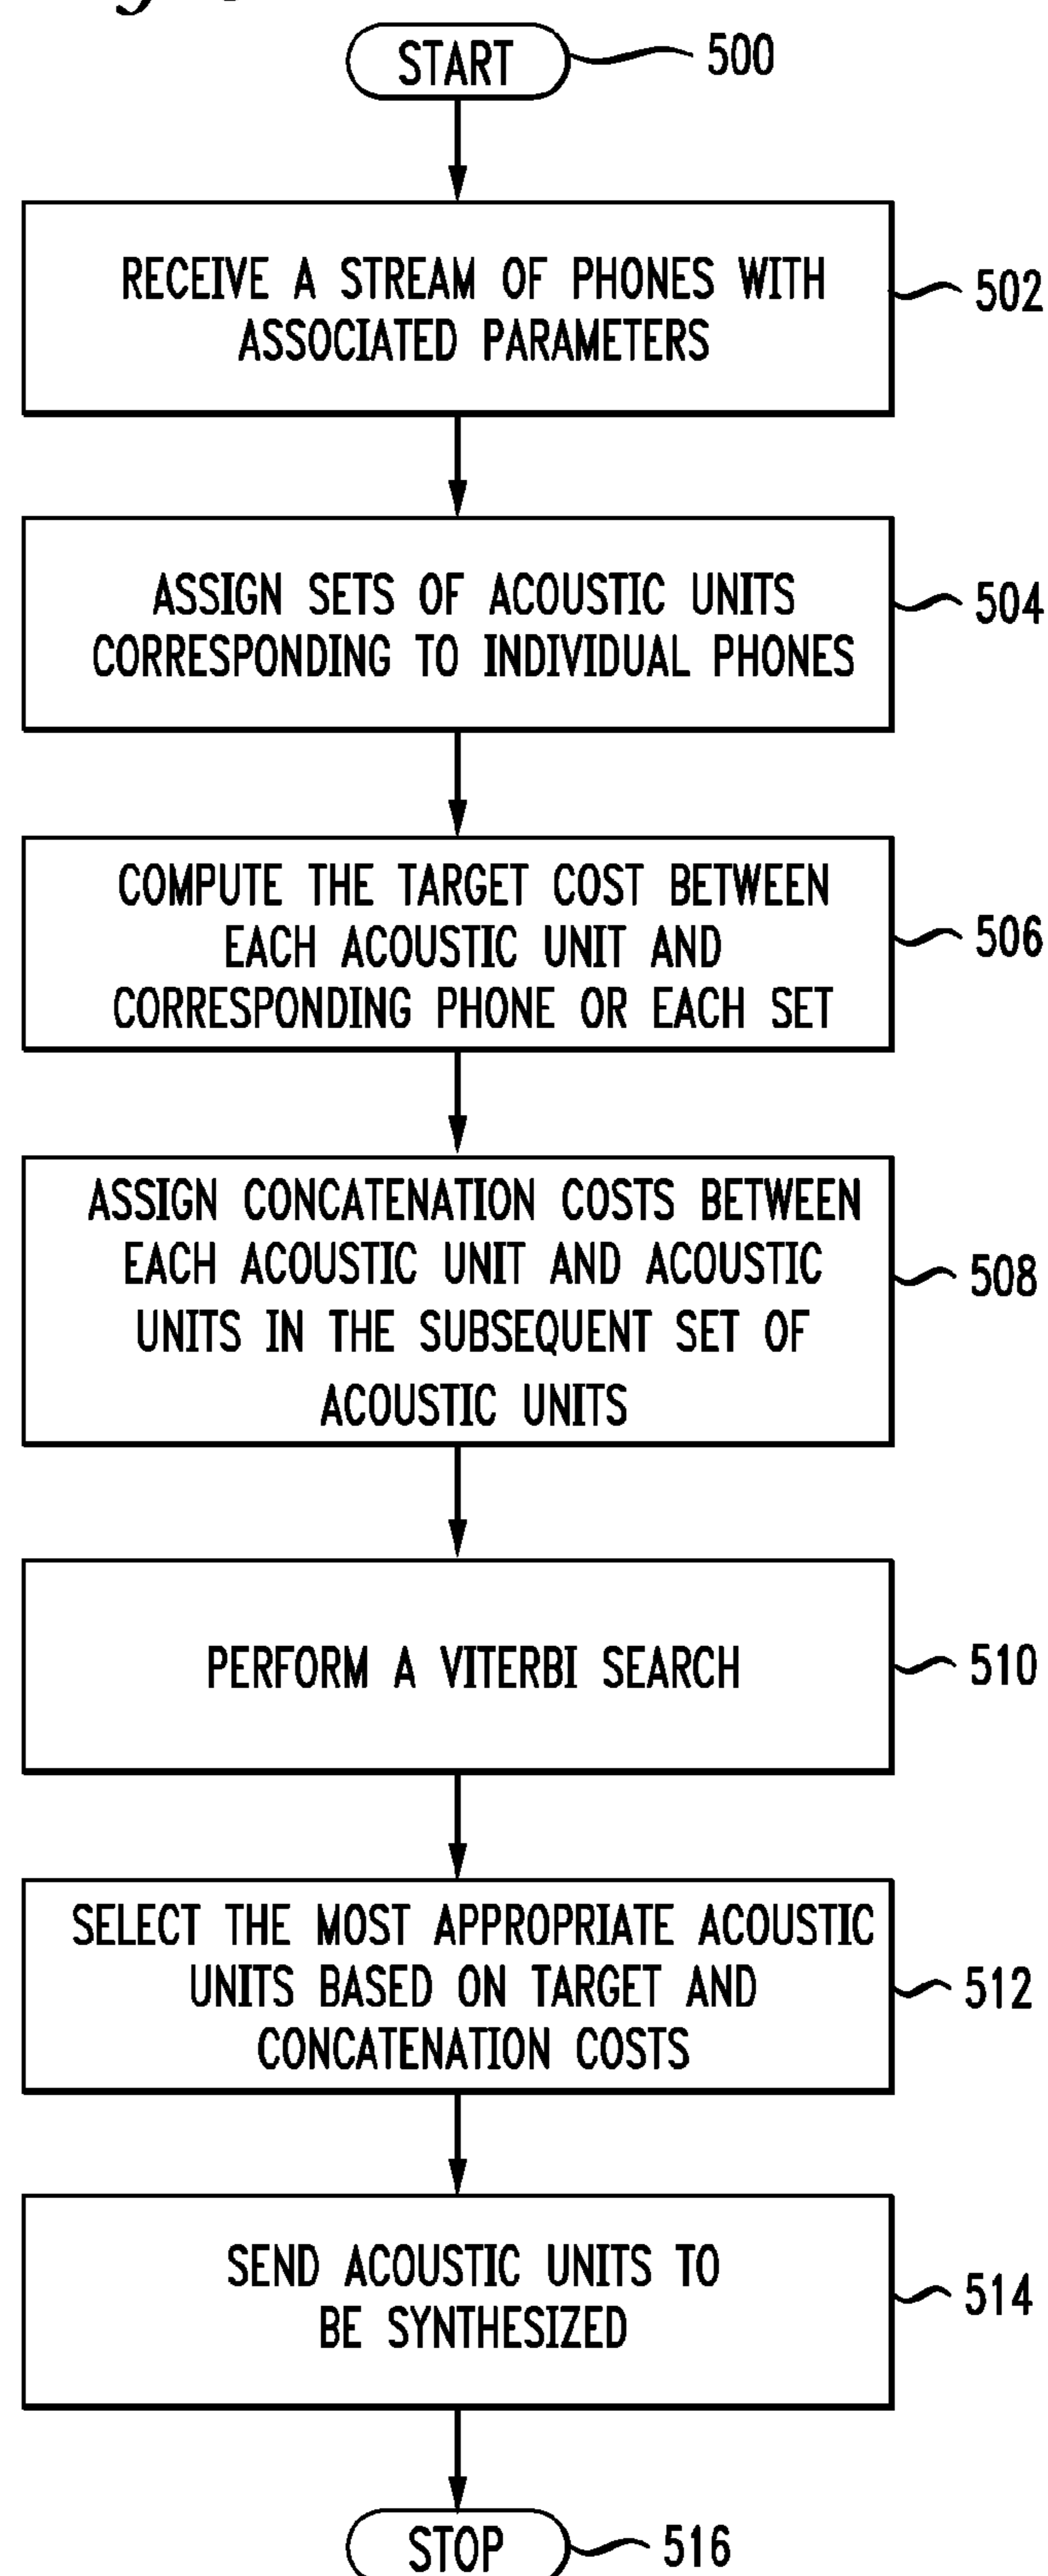 START
500
RECEIVE A STREAM OF PHONES WITH
ASSOCIATED PARAMETERS
502
ASSIGN SETS OF ACOUSTIC UNITS
CORRESPONDING TO INDIVIDUAL PHONES
504
COMPUTE THE TARGET COST BETWEEN
EACH ACOUSTIC UNIT AND
CORRESPONDING PHONE OR EACH SET
506
ASSIGN CONCATENATION COSTS BETWEEN
EACH ACOUSTIC UNIT AND ACOUSTIC
UNITS IN THE SUBSEQUENT SET OF
ACOUSTIC UNITS
508
PERFORM A VITERBI SEARCH
510
SELECT THE MOST APPROPRIATE ACOUSTIC
UNITS BASED ON TARGET AND
CONCATENATION COSTS
512
SEND ACOUSTIC UNITS TO
BE SYNTHESIZED
514
STOP
516